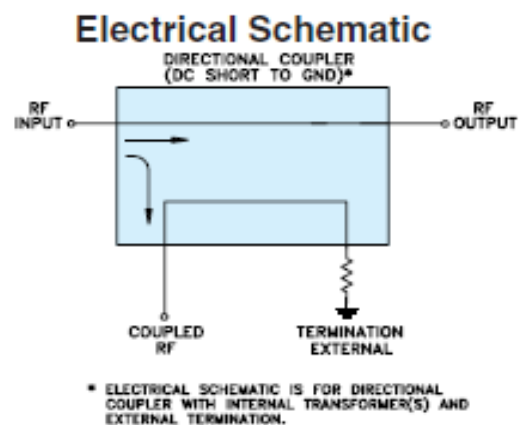 Electrical Schematic
DIRECTIONAL COUPLER
(DC SHORT TO GND)*
RF
INPUT
RF
OUTPUT
COUPLED
RF
TERMINATION
EXTERNAL
* ELECTRICAL SCHEMATIC IS FOR DIRECTIONAL
COUPLER WITH INTERNAL TRANSFORMER(S) AND
EXTERNAL TERMINATION.